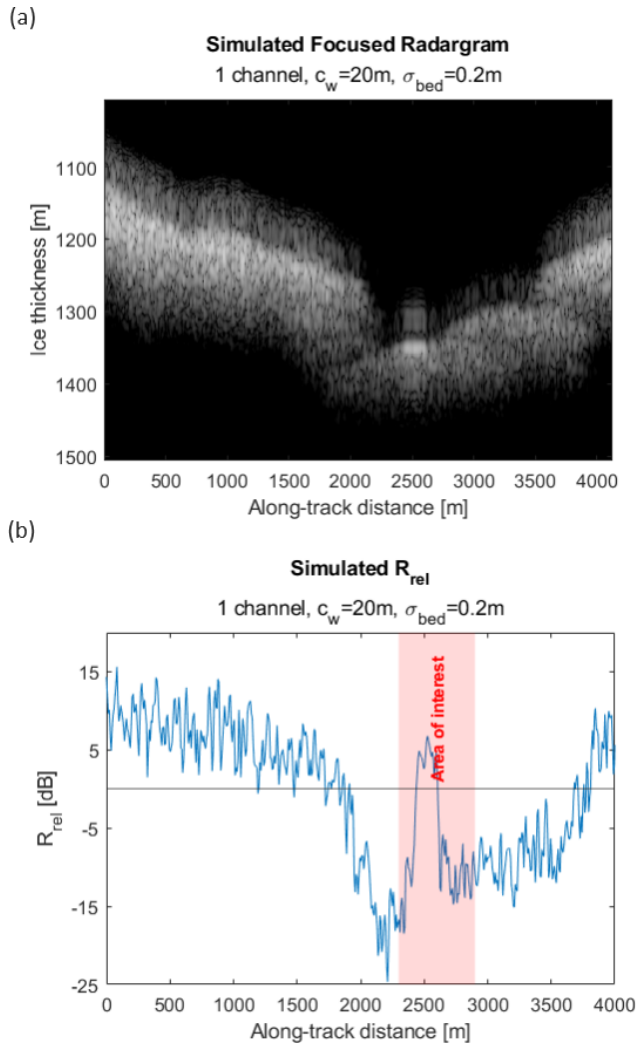 (a)
Simulated Focused Radargram
1 channel, c_w=20m, σ_bed=0.2m
1100
1200
1300
1400
1500
Ice thickness [m]
0 500 1000 1500 2000 2500 3000 3500 4000
Along-track distance [m]
(b)
Simulated R_rel
1 channel, c_w=20m, σ_bed=0.2m
15
5
-5
-15
-25
R_rel [dB]
Area of interest
0 500 1000 1500 2000 2500 3000 3500 4000
Along-track distance [m]